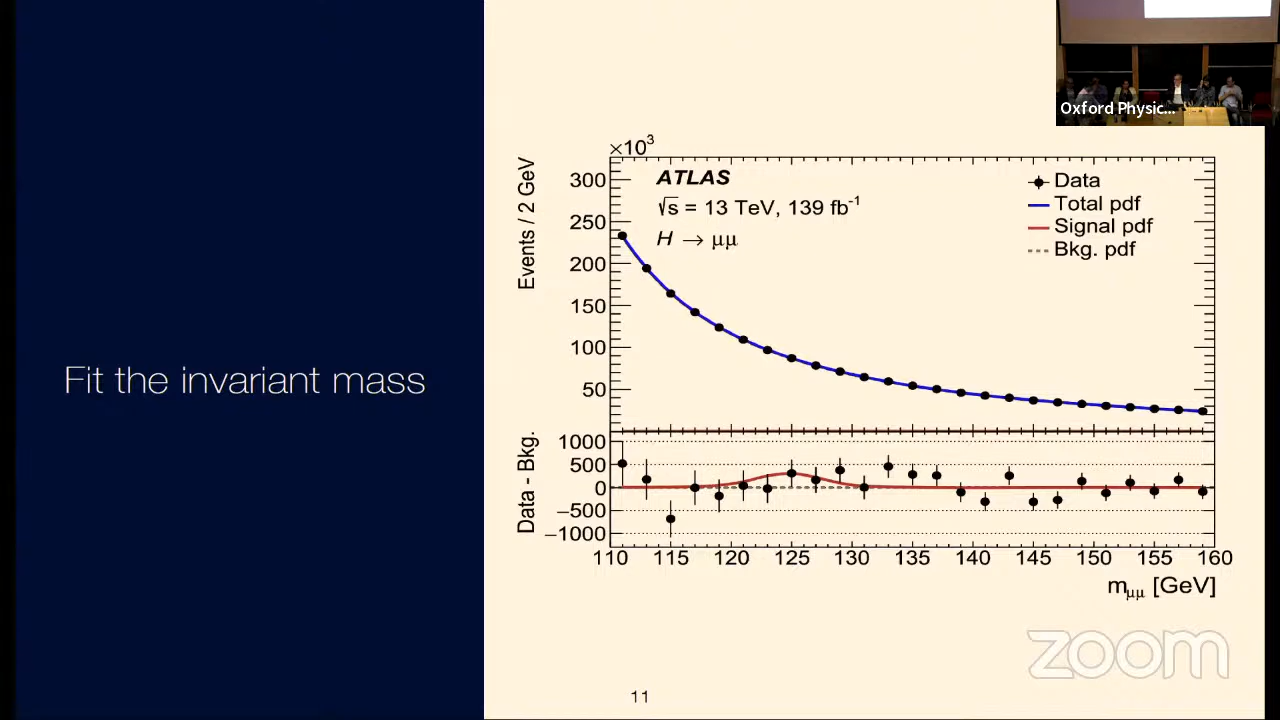 Oxford Physic...
Fit the invariant mass
×10³
Events / 2 GeV
300
250
200
150
100
50
ATLAS
√s = 13 TeV, 139 fb⁻¹
H → μμ
Data
Total pdf
Signal pdf
Bkg. pdf
Data - Bkg.
1000
500
0
−500
−1000
110 115 120 125 130 135 140 145 150 155 160
mμμ [GeV]
zoom
11